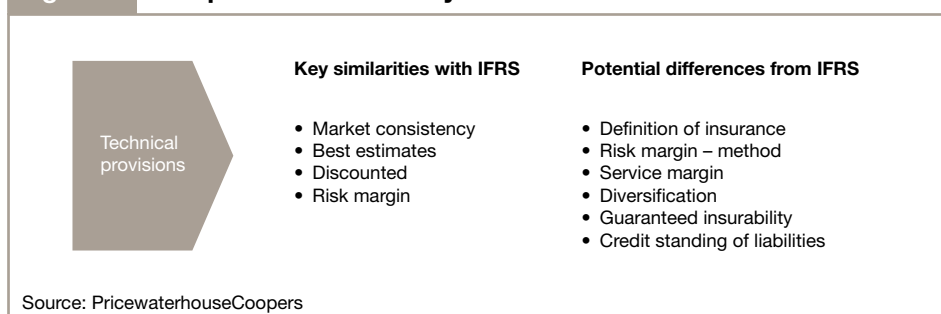 Technical
provisions
Key similarities with IFRS
• Market consistency
• Best estimates
• Discounted
• Risk margin
Potential differences from IFRS
• Definition of insurance
• Risk margin – method
• Service margin
• Diversification
• Guaranteed insurability
• Credit standing of liabilities
Source: PricewaterhouseCoopers